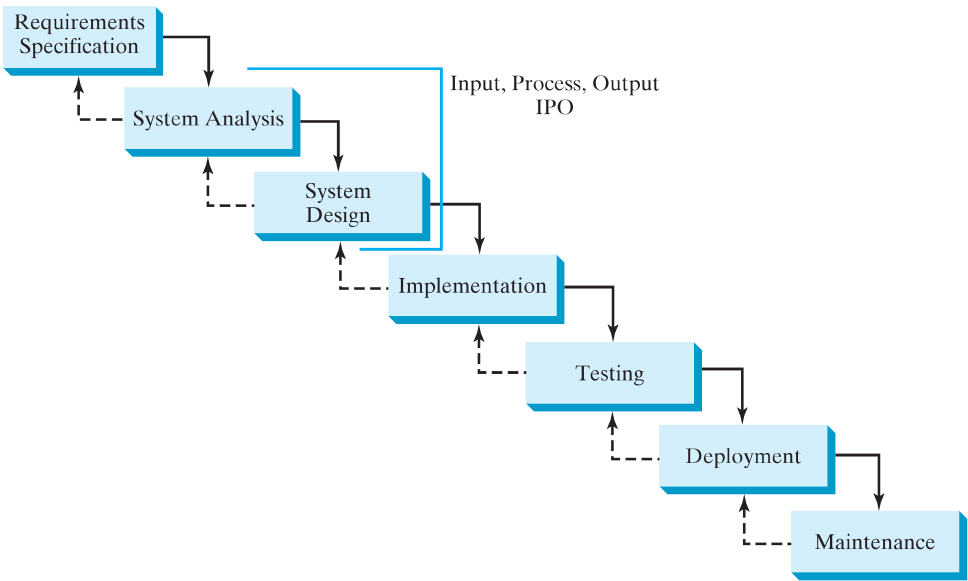 Requirements
Specification
Input, Process, Output
IPO
System Analysis
System
Design
Implementation
Testing
Deployment
Maintenance